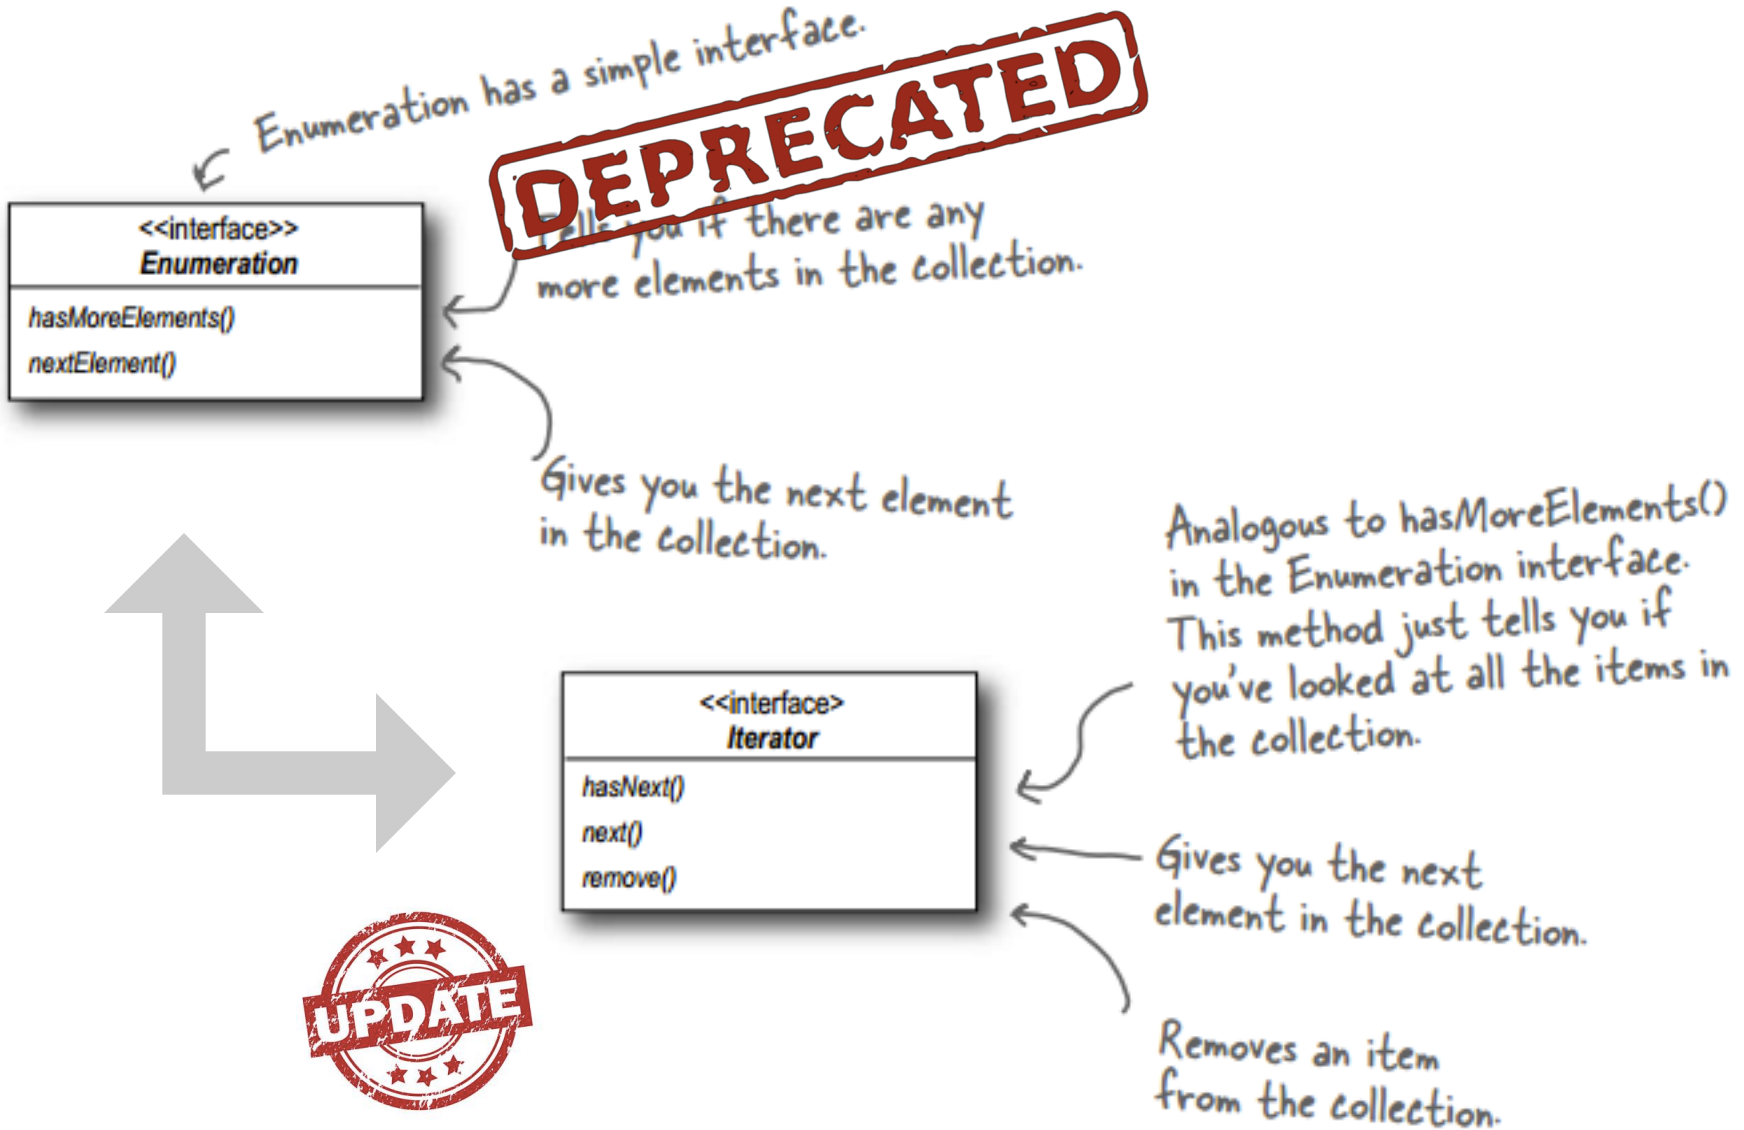 Enumeration has a simple interface.
DEPRECATED
<<interface>>
Enumeration
hasMoreElements()
nextElement()
Tells you if there are any
more elements in the collection.
Gives you the next element
in the collection.
Analogous to hasMoreElements()
in the Enumeration interface.
This method just tells you if
you've looked at all the items in
the collection.
<<interface>
Iterator
hasNext()
next()
remove()
Gives you the next
element in the collection.
Removes an item
from the collection.
UPDATE